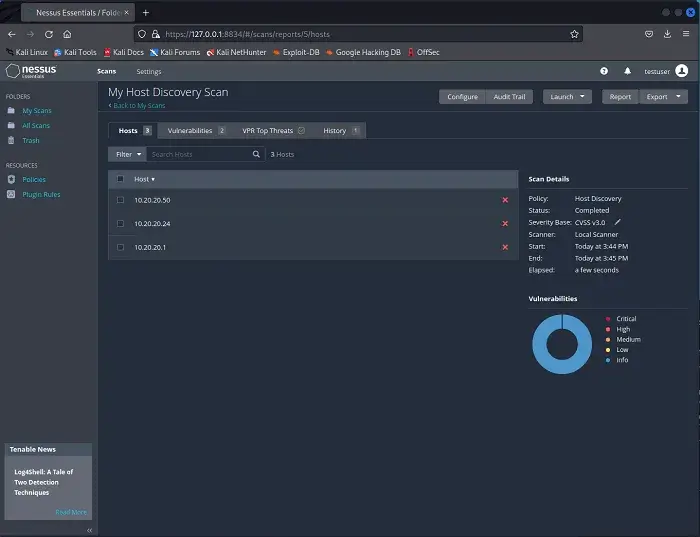 Nessus Essentials / Folde ×
https://127.0.0.1:8834/#/scans/reports/5/hosts
Kali Linux Kali Tools Kali Docs Kali Forums Kali NetHunter Exploit-DB Google Hacking DB OffSec
nessus Essentials Scans Settings testuser
FOLDERS
My Scans
All Scans
Trash
RESOURCES
Policies
Plugin Rules
My Host Discovery Scan
‹ Back to My Scans
Configure Audit Trail Launch Report Export
Hosts 3 Vulnerabilities 2 VPR Top Threats History 1
Filter Search Hosts 3 Hosts
Host
10.20.20.50
10.20.20.24
10.20.20.1
Scan Details
Policy: Host Discovery
Status: Completed
Severity Base: CVSS v3.0
Scanner: Local Scanner
Start: Today at 3:44 PM
End: Today at 3:45 PM
Elapsed: a few seconds
Vulnerabilities
Critical
High
Medium
Low
Info
Tenable News
Log4Shell: A Tale of
Two Detection
Techniques
Read More